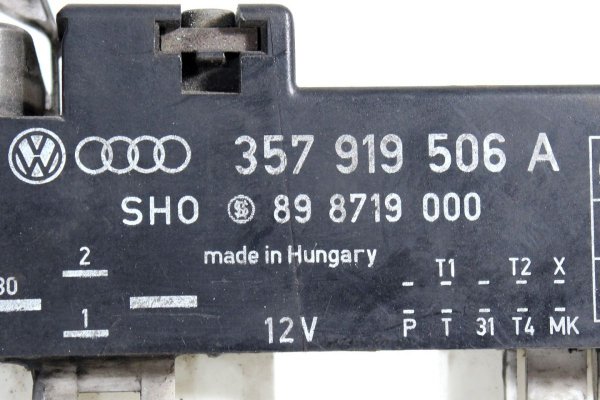 357 919 506 A
SHO 89 8719 000
made in Hungary
2
T1 T2 X
30
1
12V
P T 31 T4 MK